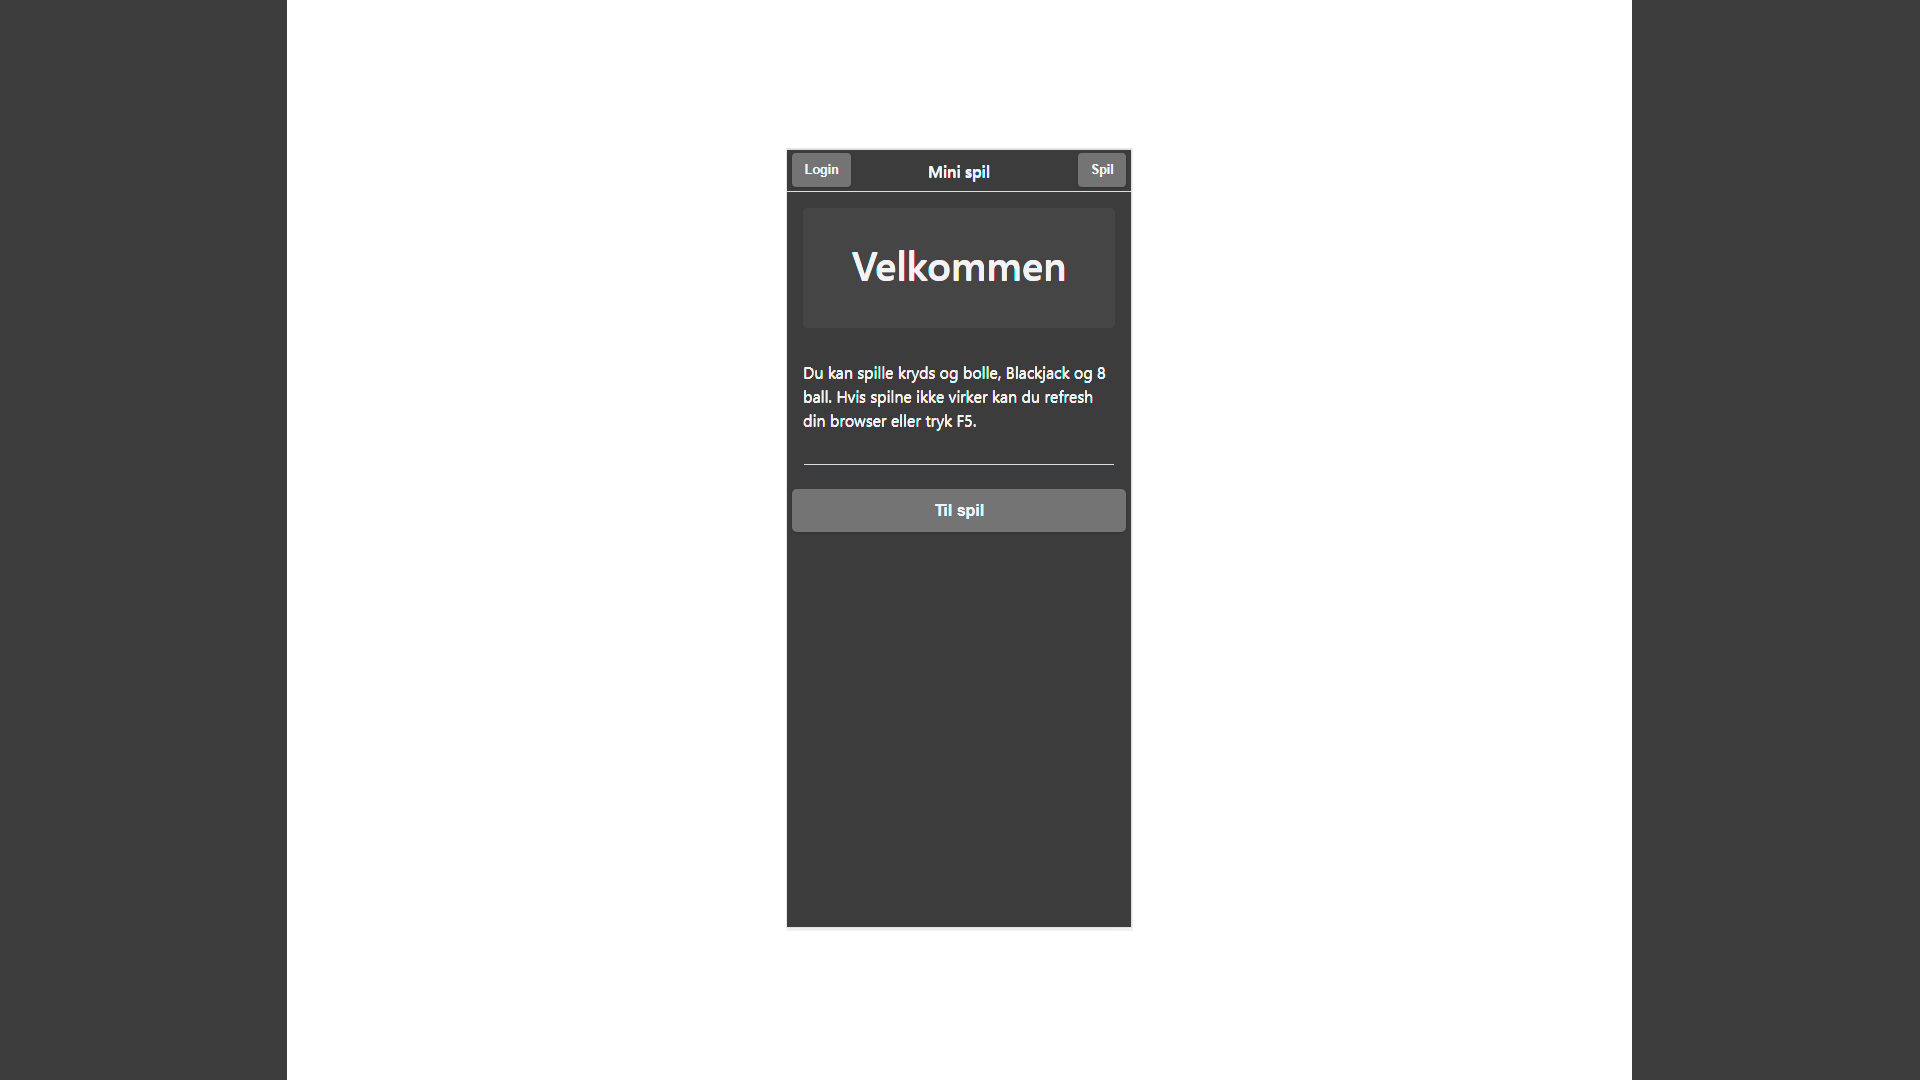 Login
Mini spil
Spil
Velkommen
Du kan spille kryds og bolle, Blackjack og 8
ball. Hvis spilne ikke virker kan du refresh
din browser eller tryk F5.
Til spil